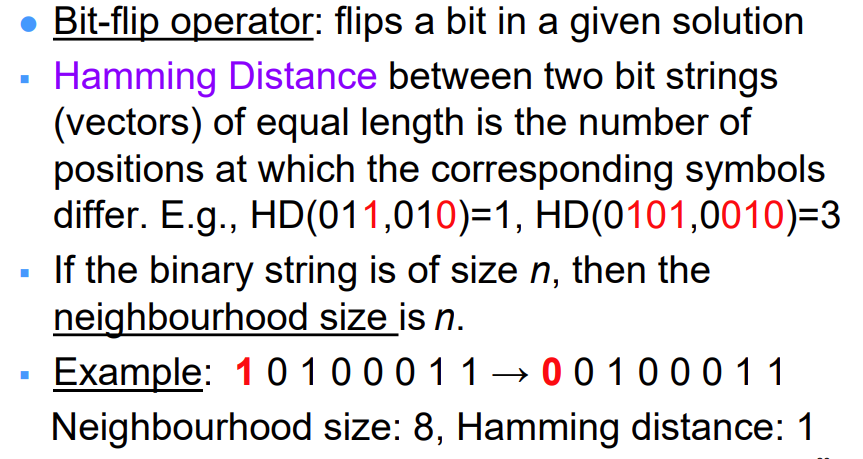 • Bit-flip operator: flips a bit in a given solution
▪ Hamming Distance between two bit strings
(vectors) of equal length is the number of
positions at which the corresponding symbols
differ. E.g., HD(011,010)=1, HD(0101,0010)=3
▪ If the binary string is of size n, then the
neighbourhood size is n.
▪ Example: 1 0 1 0 0 0 1 1 → 0 0 1 0 0 0 1 1
Neighbourhood size: 8, Hamming distance: 1